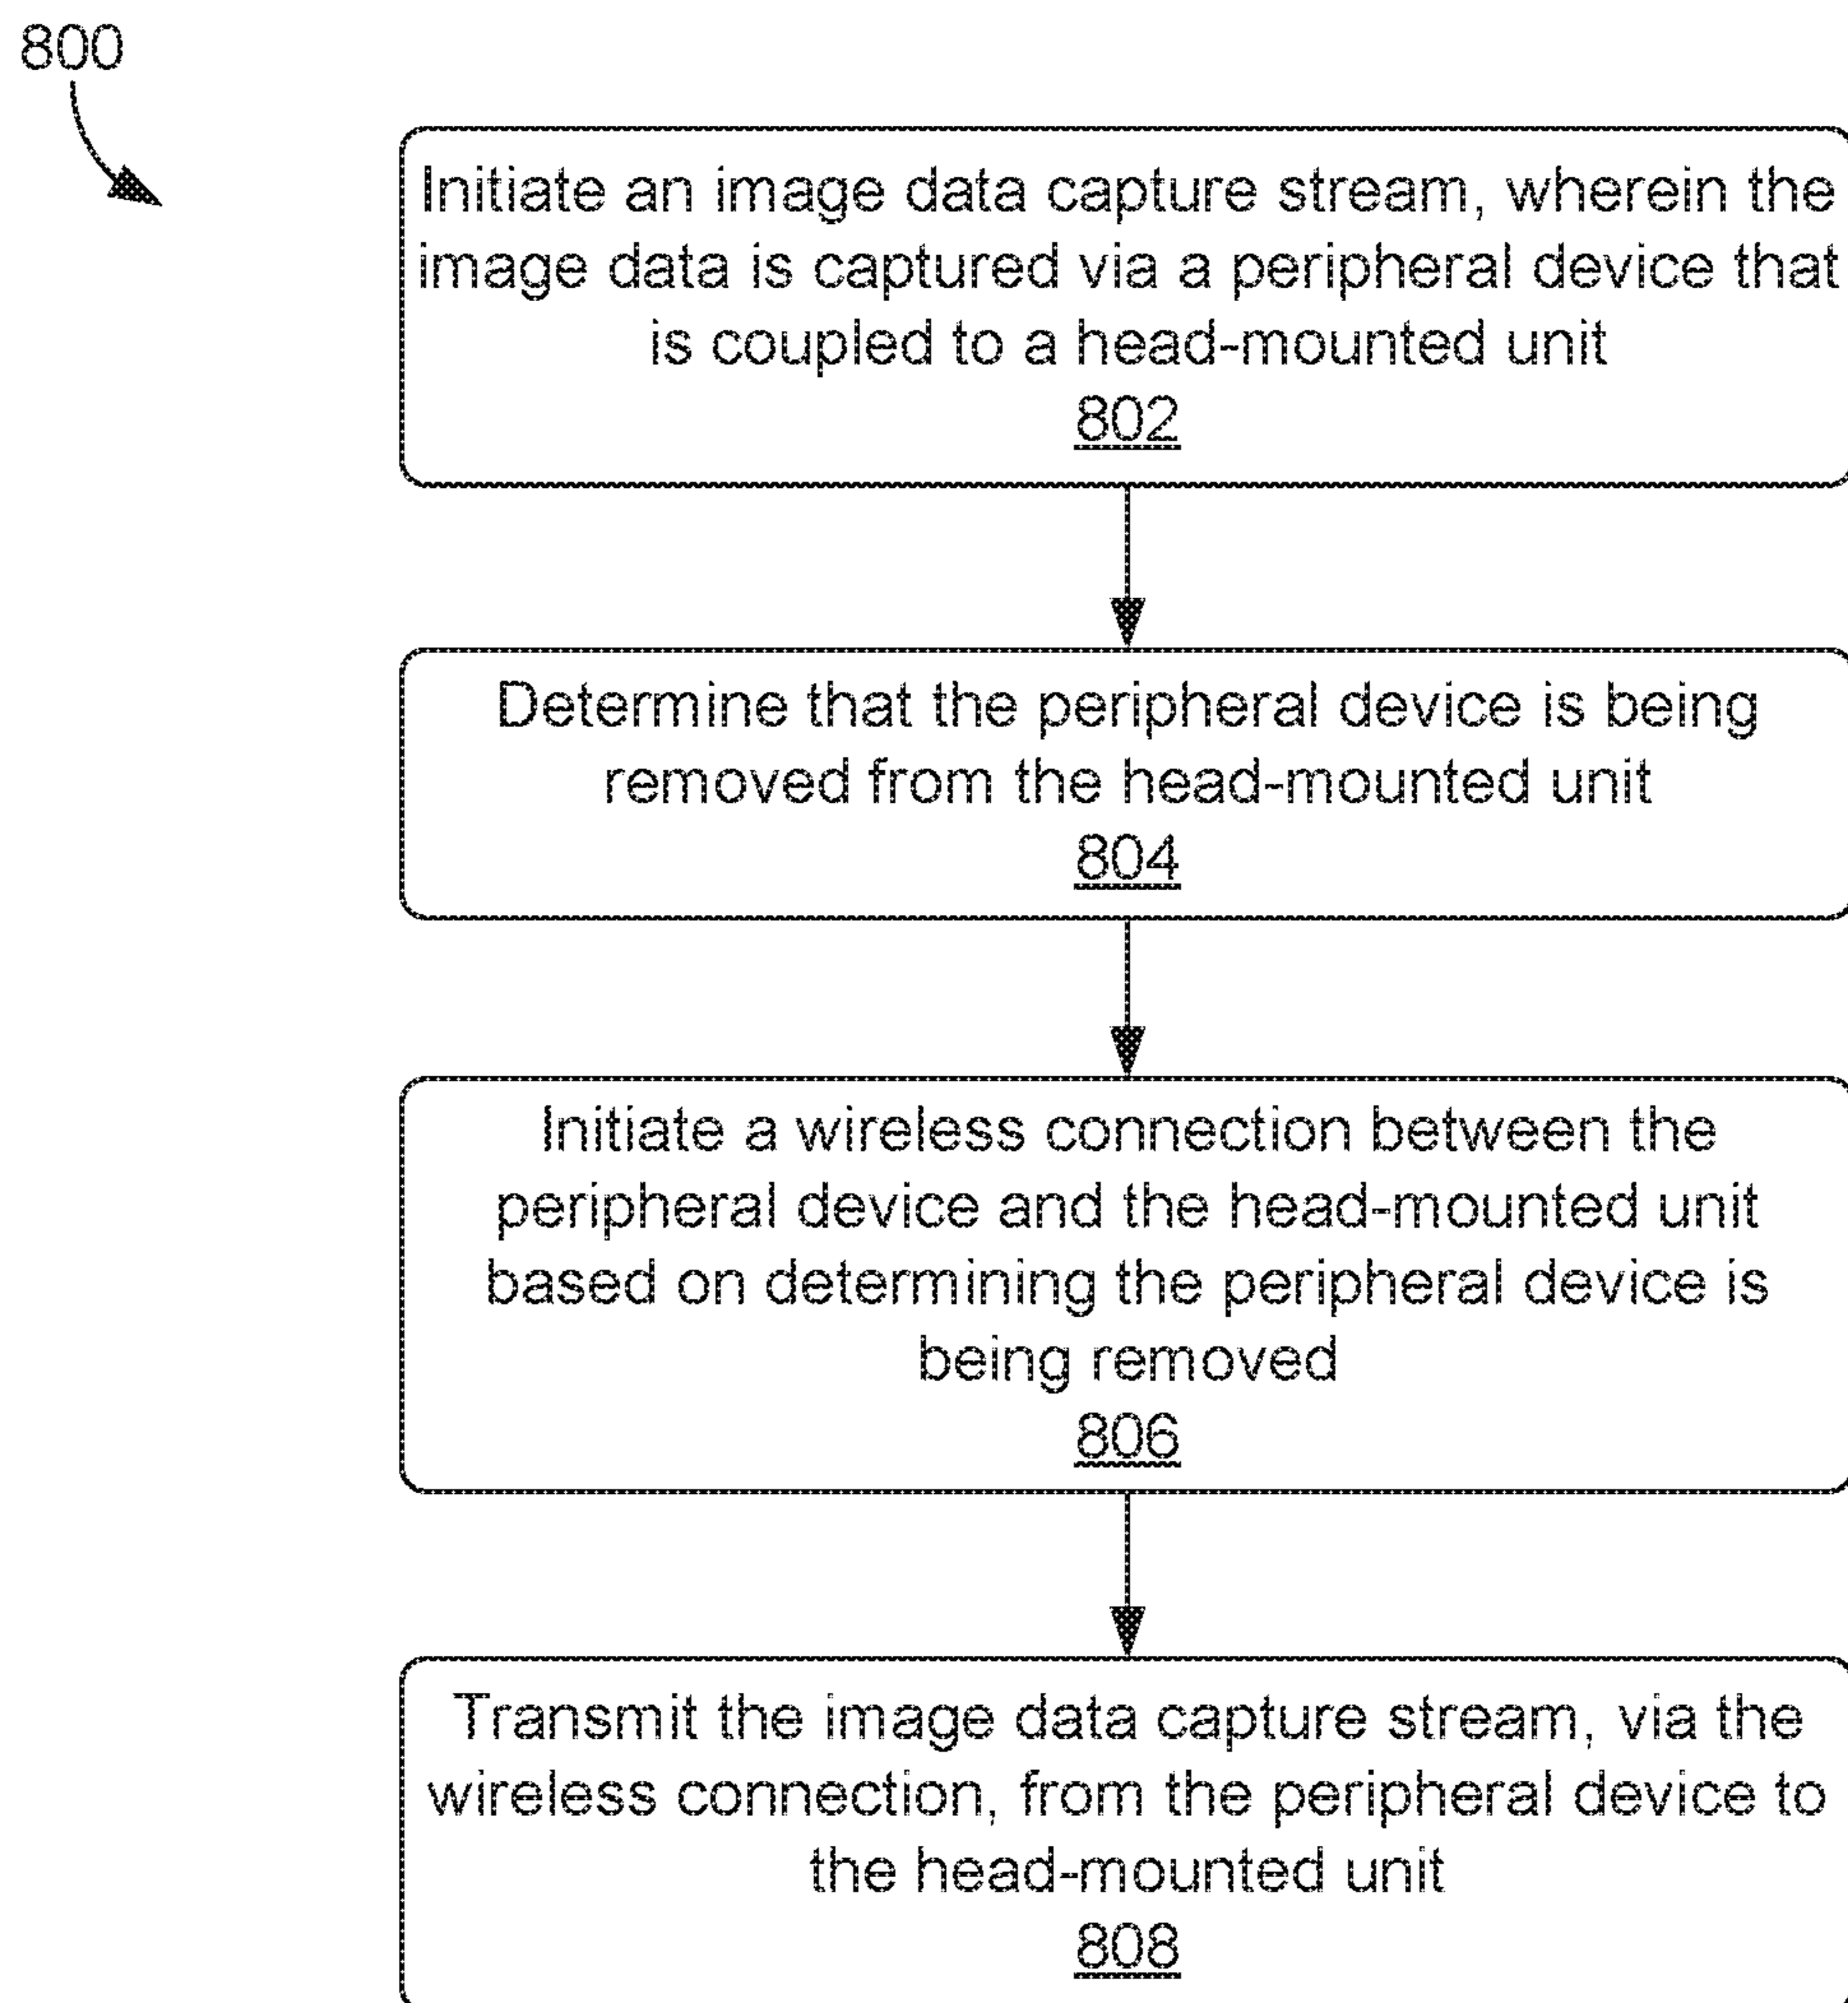 800
Initiate an image data capture stream, wherein the
image data is captured via a peripheral device that
is coupled to a head-mounted unit
802
Determine that the peripheral device is being
removed from the head-mounted unit
804
Initiate a wireless connection between the
peripheral device and the head-mounted unit
based on determining the peripheral device is
being removed
806
Transmit the image data capture stream, via the
wireless connection, from the peripheral device to
the head-mounted unit
808